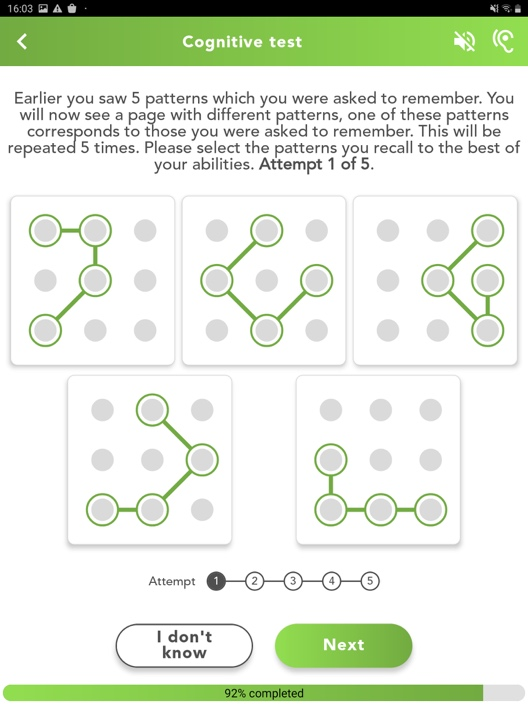 16:03
Cognitive test
Earlier you saw 5 patterns which you were asked to remember. You
will now see a page with different patterns, one of these patterns
corresponds to those you were asked to remember. This will be
repeated 5 times. Please select the patterns you recall to the best of
your abilities. Attempt 1 of 5.
Attempt 1 2 3 4 5
I don't
know
Next
92% completed